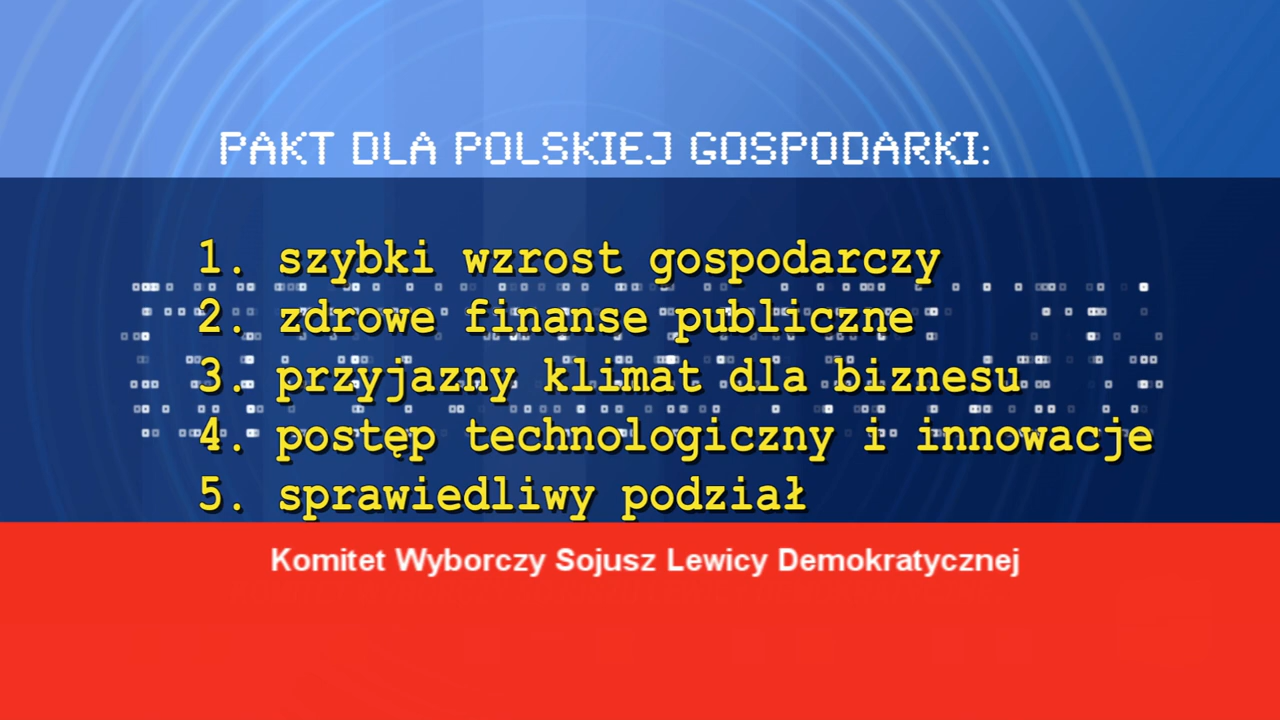 PAKT DLA POLSKIEJ GOSPODARKI:
1. szybki wzrost gospodarczy
2. zdrowe finanse publiczne
3. przyjazny klimat dla biznesu
4. postęp technologiczny i innowacje
5. sprawiedliwy podział
Komitet Wyborczy Sojusz Lewicy Demokratycznej